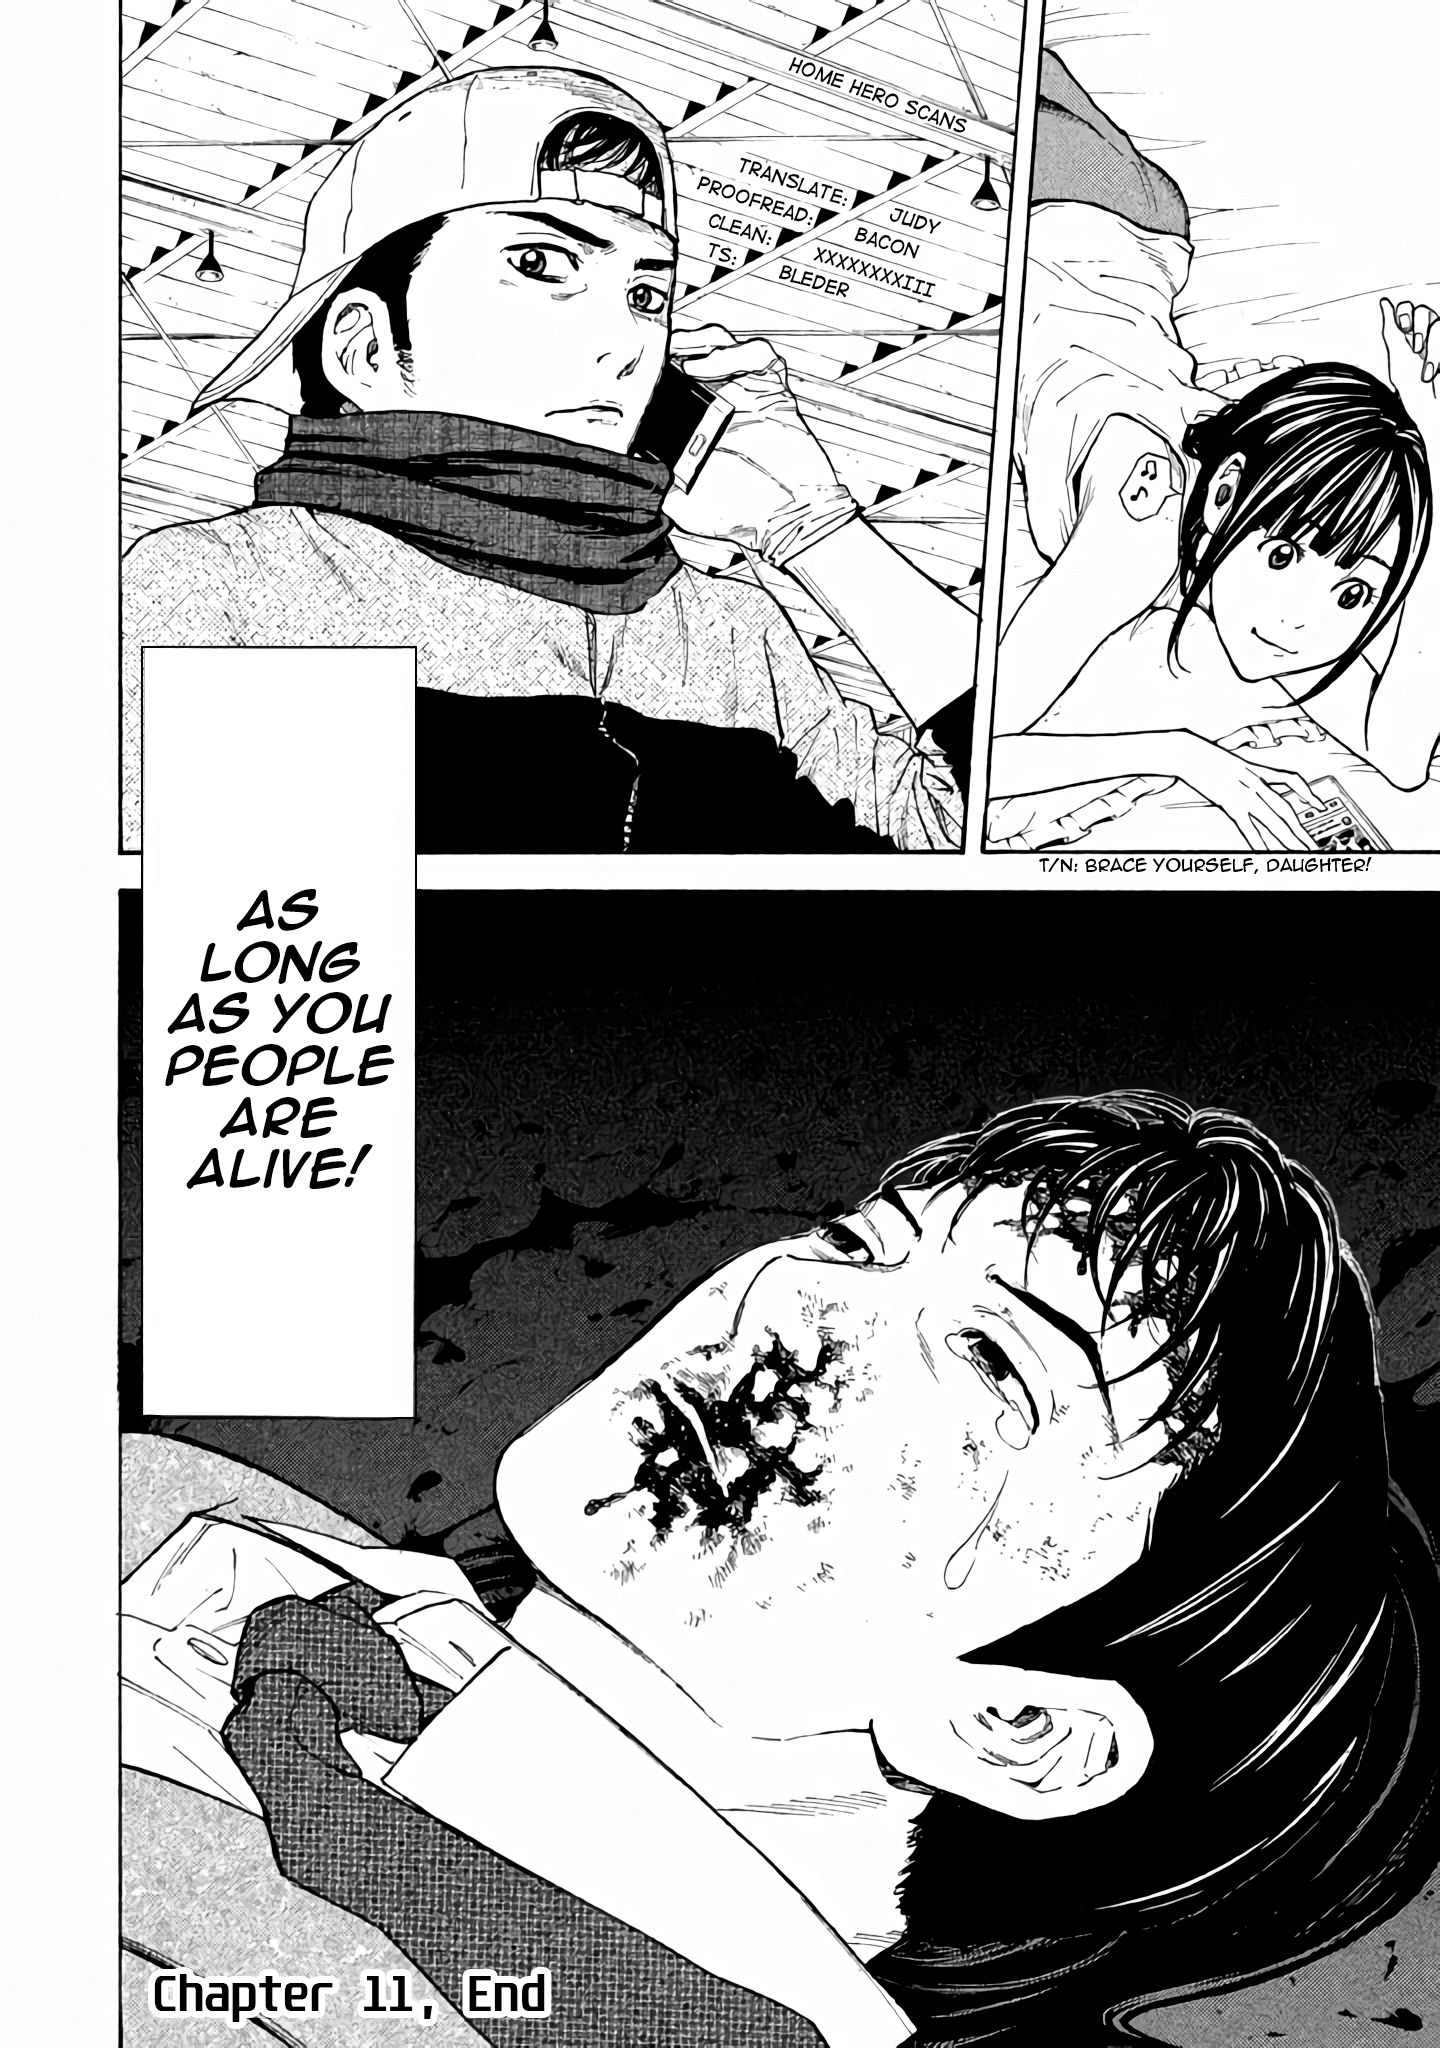 HOME HERO SCANS
TRANSLATE: JUDY
PROOFREAD: BACON
CLEAN: XXXXXXXXIII
TS: BLEDER
T/N: BRACE YOURSELF, DAUGHTER!
AS
LONG
AS YOU
PEOPLE
ARE
ALIVE!
Chapter 11, End